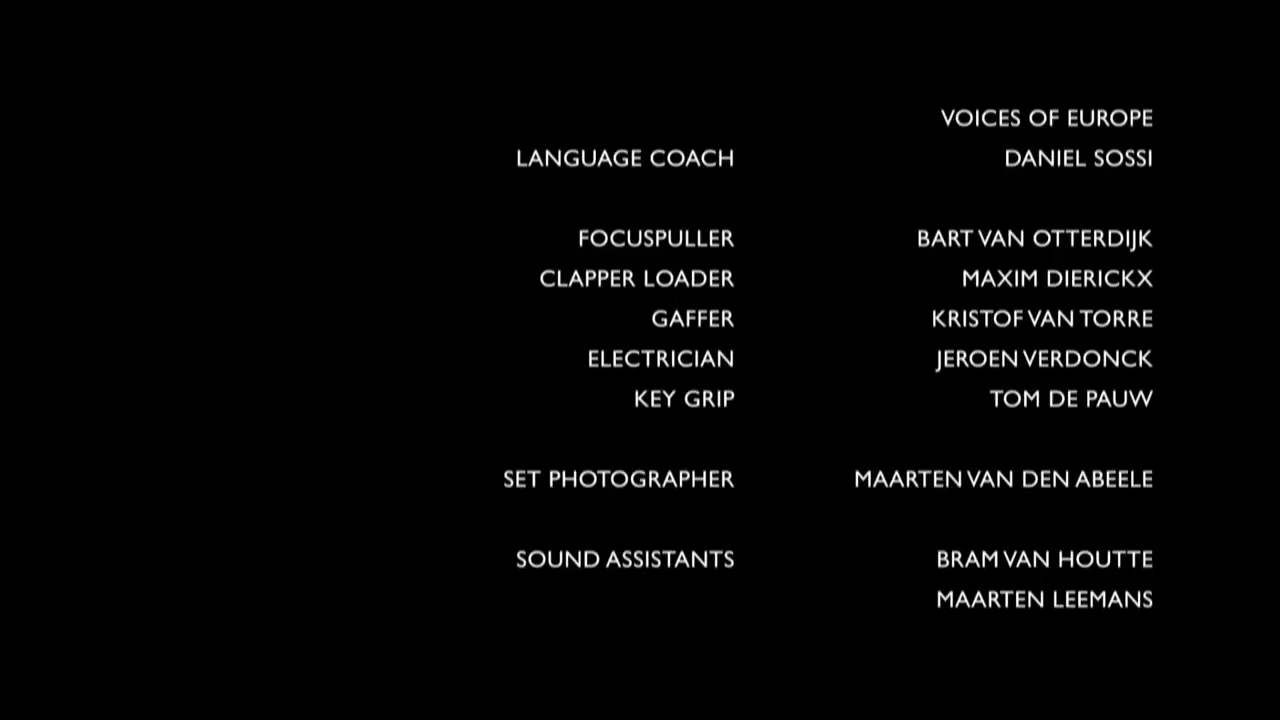 VOICES OF EUROPE
LANGUAGE COACH DANIEL SOSSI
FOCUSPULLER BART VAN OTTERDIJK
CLAPPER LOADER MAXIM DIERICKX
GAFFER KRISTOF VAN TORRE
ELECTRICIAN JEROEN VERDONCK
KEY GRIP TOM DE PAUW
SET PHOTOGRAPHER MAARTEN VAN DEN ABEELE
SOUND ASSISTANTS BRAM VAN HOUTTE
MAARTEN LEEMANS